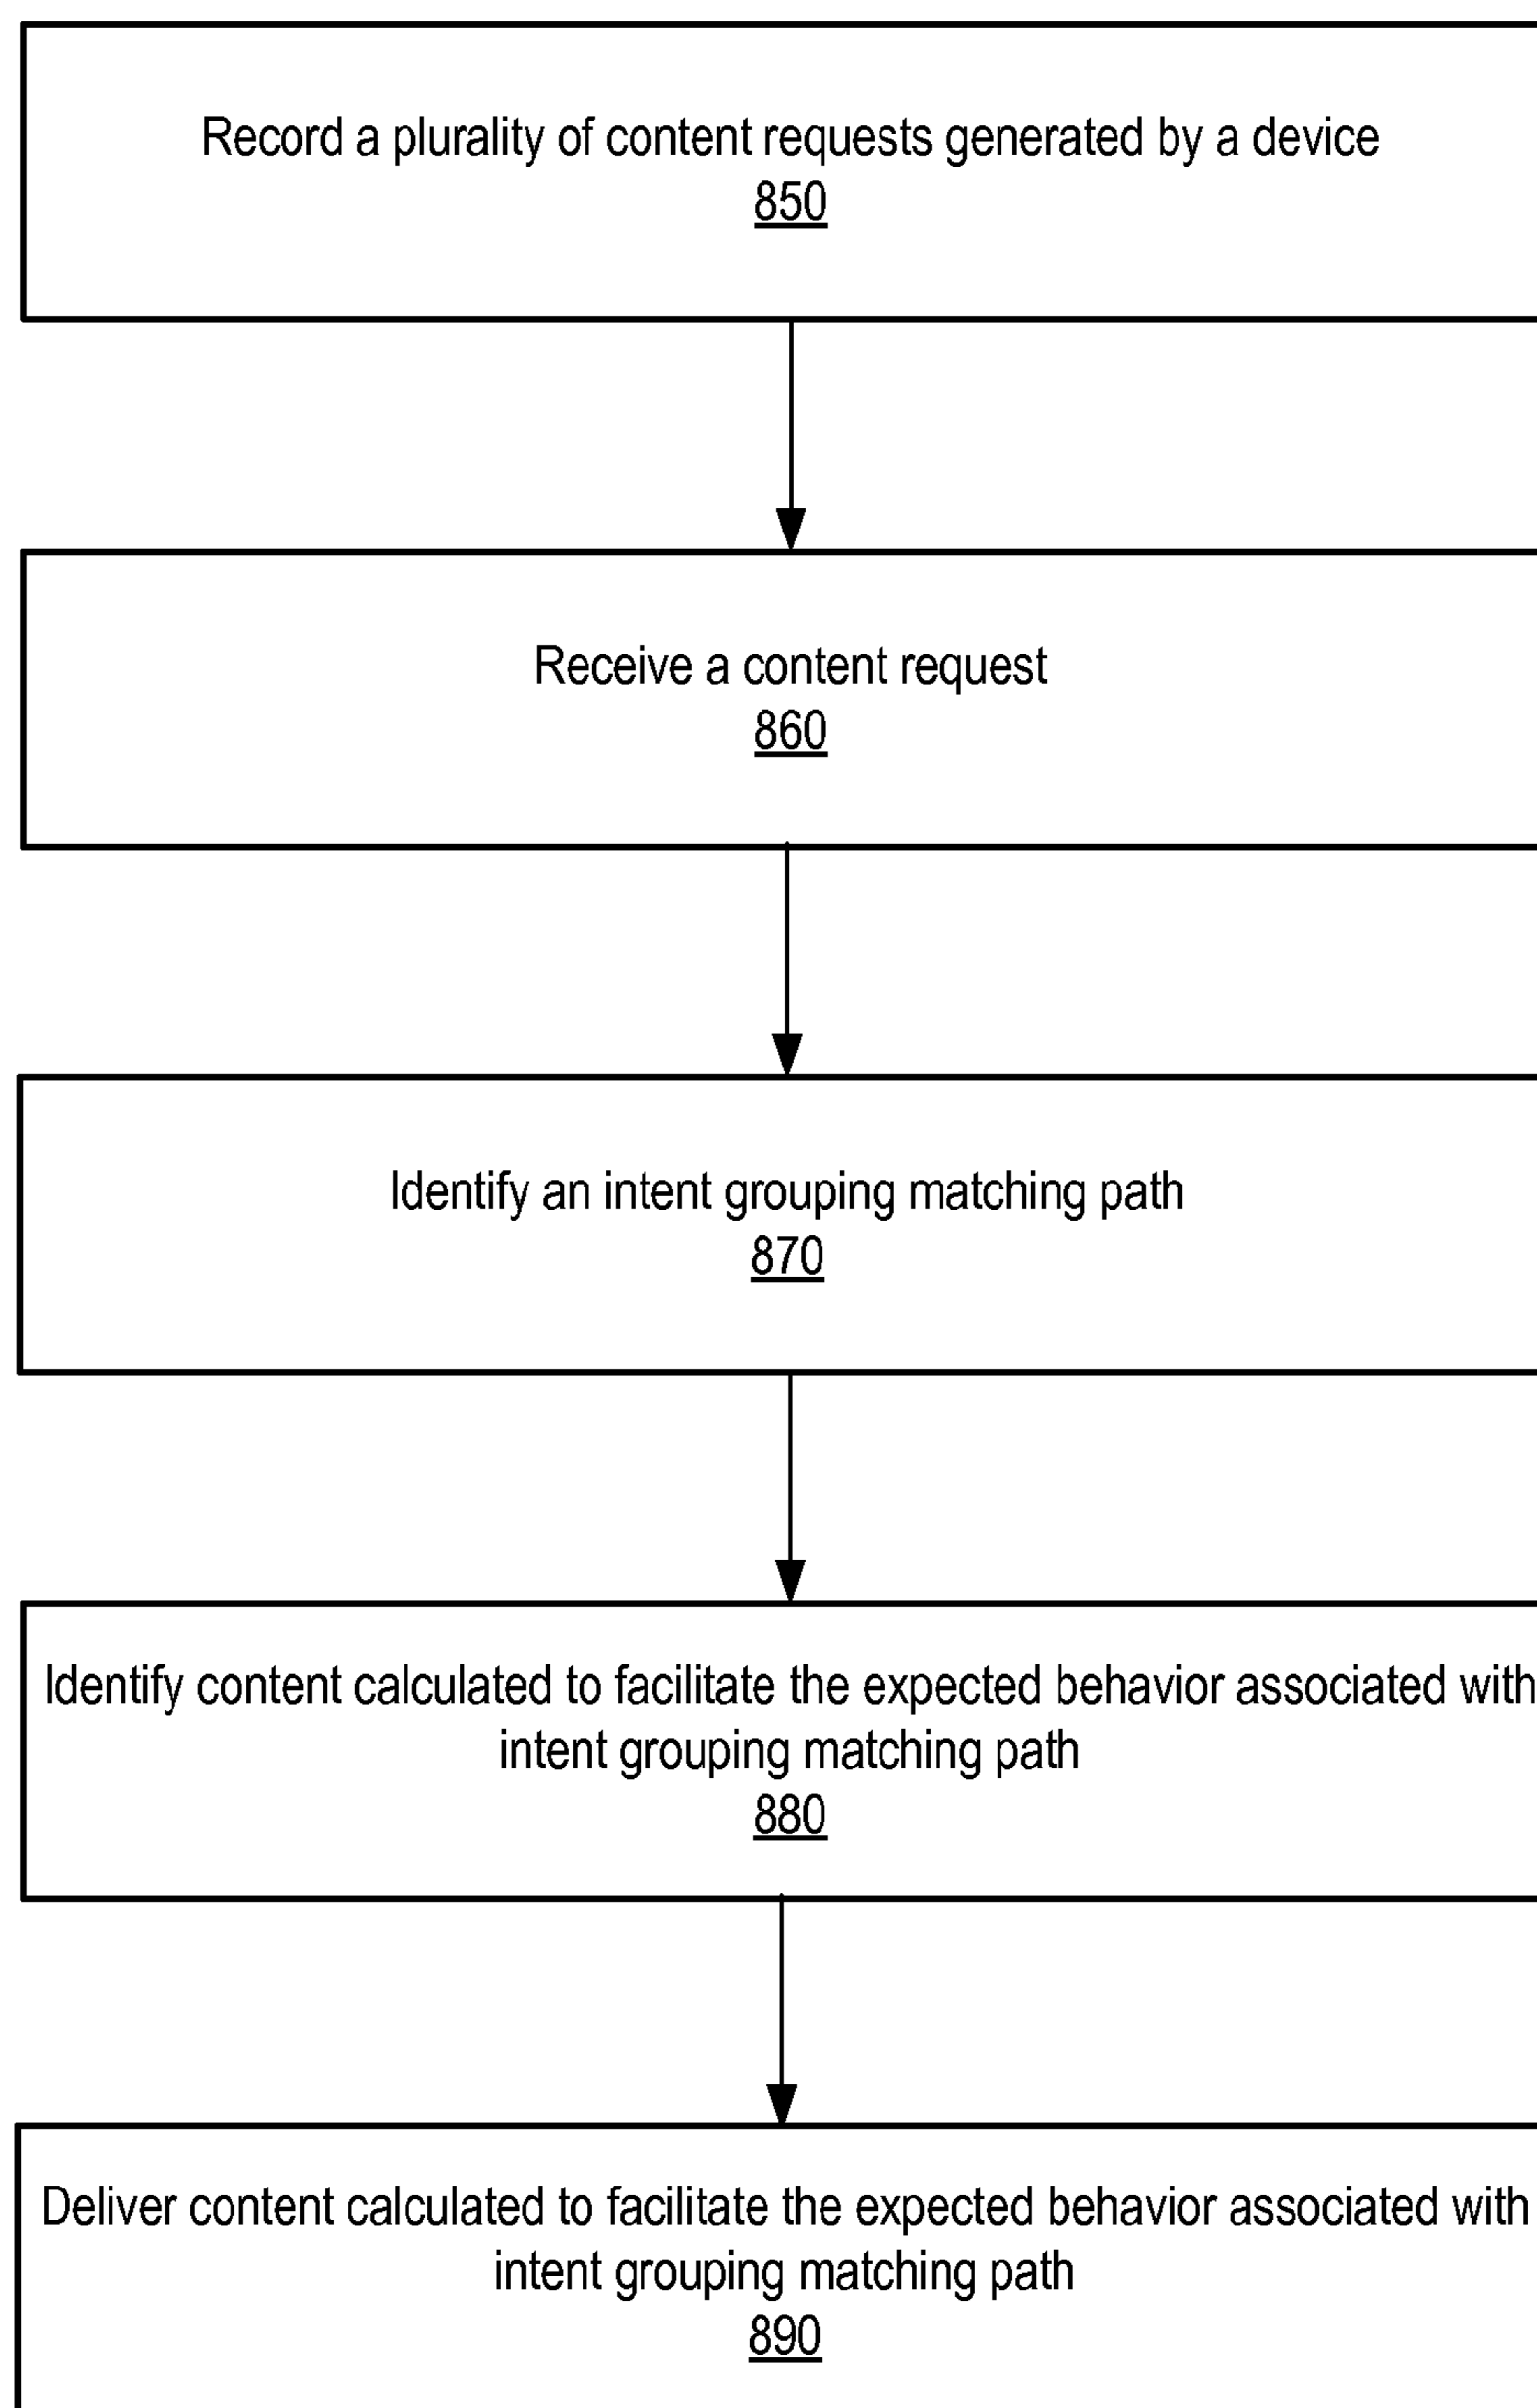 Record a plurality of content requests generated by a device
850
Receive a content request
860
Identify an intent grouping matching path
870
Identify content calculated to facilitate the expected behavior associated with
intent grouping matching path
880
Deliver content calculated to facilitate the expected behavior associated with
intent grouping matching path
890